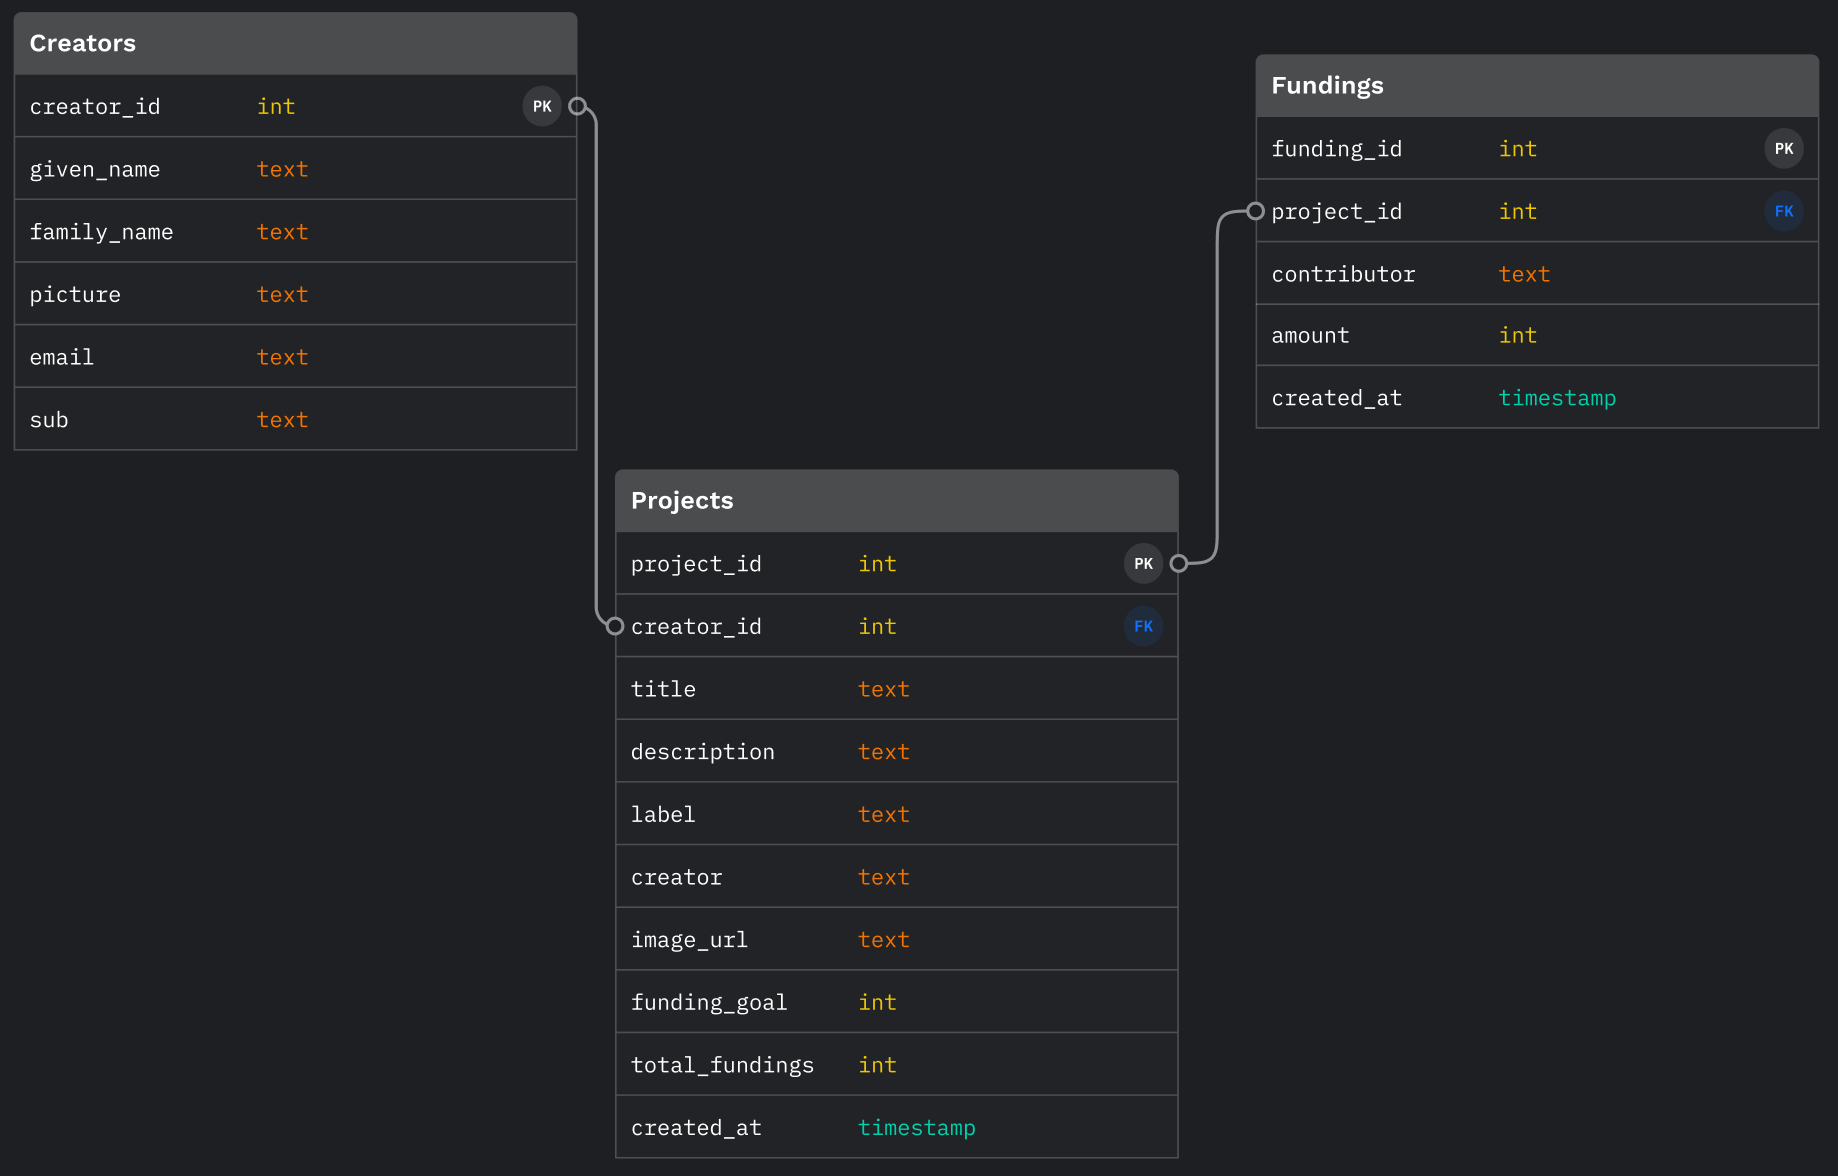 Creators
creator_id int PK
given_name text
family_name text
picture text
email text
sub text
Fundings
funding_id int PK
project_id int FK
contributor text
amount int
created_at timestamp
Projects
project_id int PK
creator_id int FK
title text
description text
label text
creator text
image_url text
funding_goal int
total_fundings int
created_at timestamp